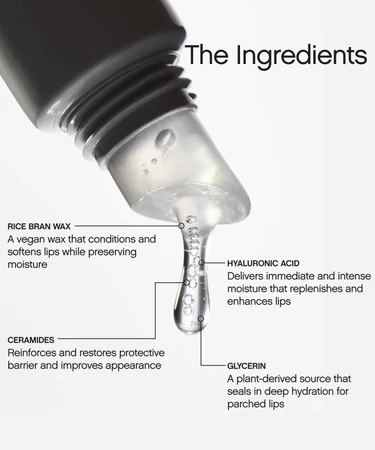 The Ingredients
RICE BRAN WAX
A vegan wax that conditions and
softens lips while preserving
moisture
HYALURONIC ACID
Delivers immediate and intense
moisture that replenishes and
enhances lips
CERAMIDES
Reinforces and restores protective
barrier and improves appearance
GLYCERIN
A plant-derived source that
seals in deep hydration for
parched lips